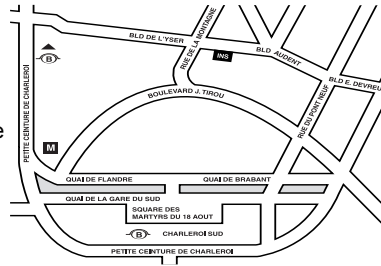 BLD DE L'YSER
RUE DE LA MONTAGNE
BLD AUDENT
INS
B
BLD E. DEVREU
BOULEVARD J. TIROU
RUE DU PONT NEUF
PETITE CEINTURE DE CHARLEROI
e
M
QUAI DE FLANDRE
QUAI DE BRABANT
QUAI DE LA GARE DU SUD
SQUARE DES
MARTYRS DU 18 AOUT
B
CHARLEROI SUD
PETITE CEINTURE DE CHARLEROI